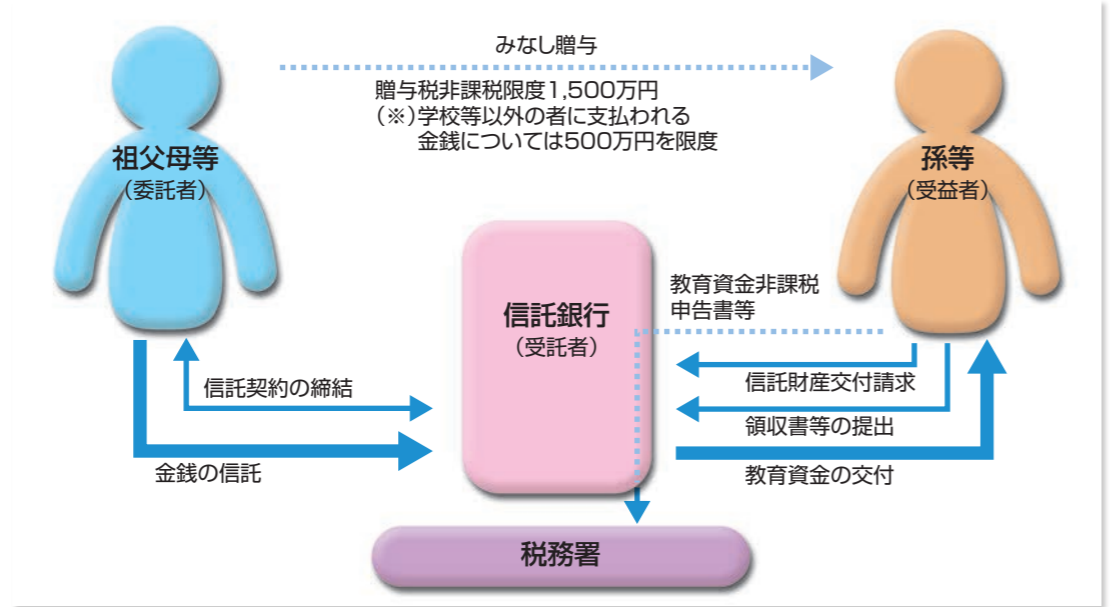 みなし贈与
贈与税非課税限度1,500万円
（※）学校等以外の者に支払われる
金銭については500万円を限度
祖父母等
（委託者）
孫等
（受益者）
信託銀行
（受託者）
教育資金非課税
申告書等
信託契約の締結
金銭の信託
信託財産交付請求
領収書等の提出
教育資金の交付
税務署